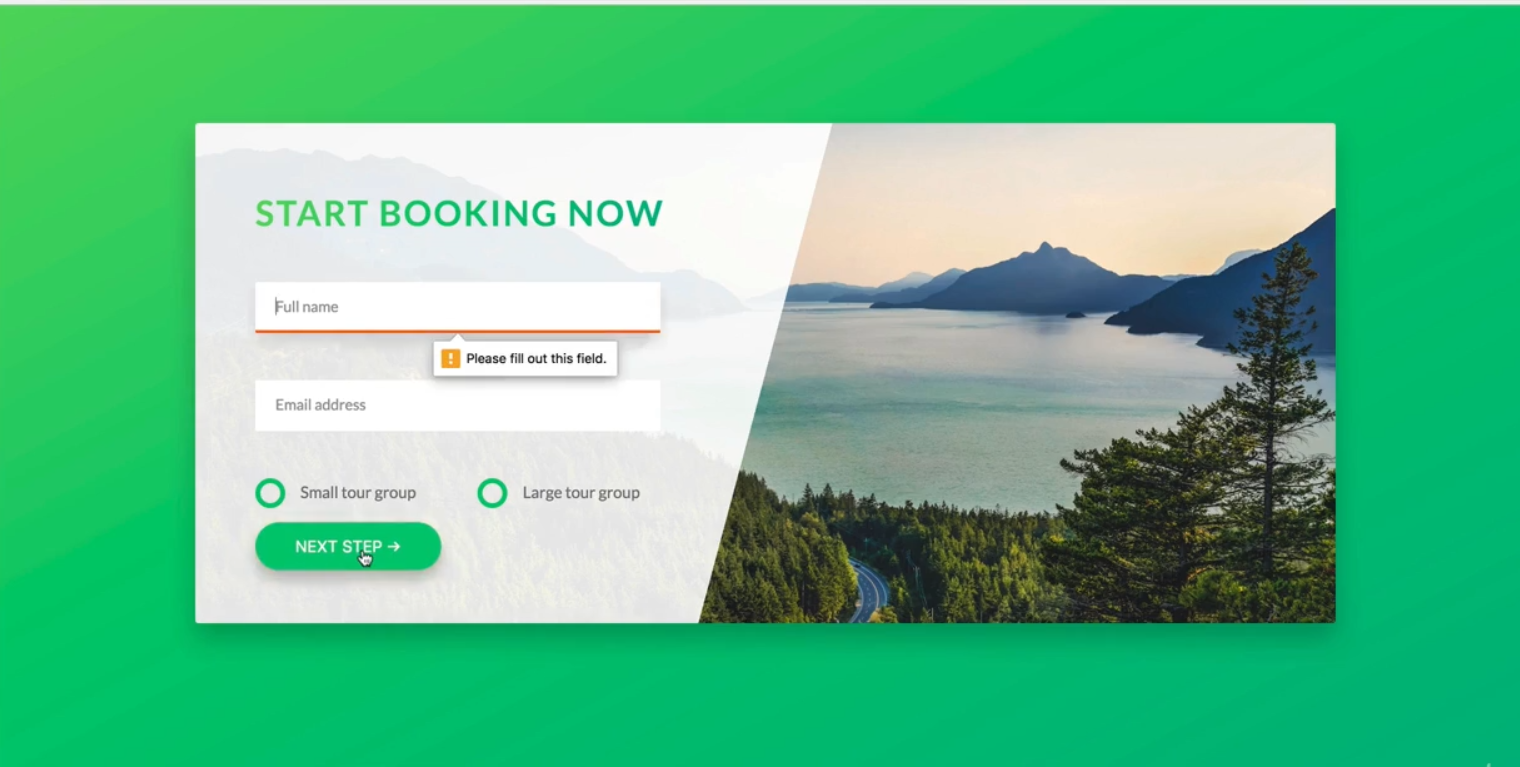 START BOOKING NOW
Full name
Please fill out this field.
Email address
Small tour group Large tour group
NEXT STEP →